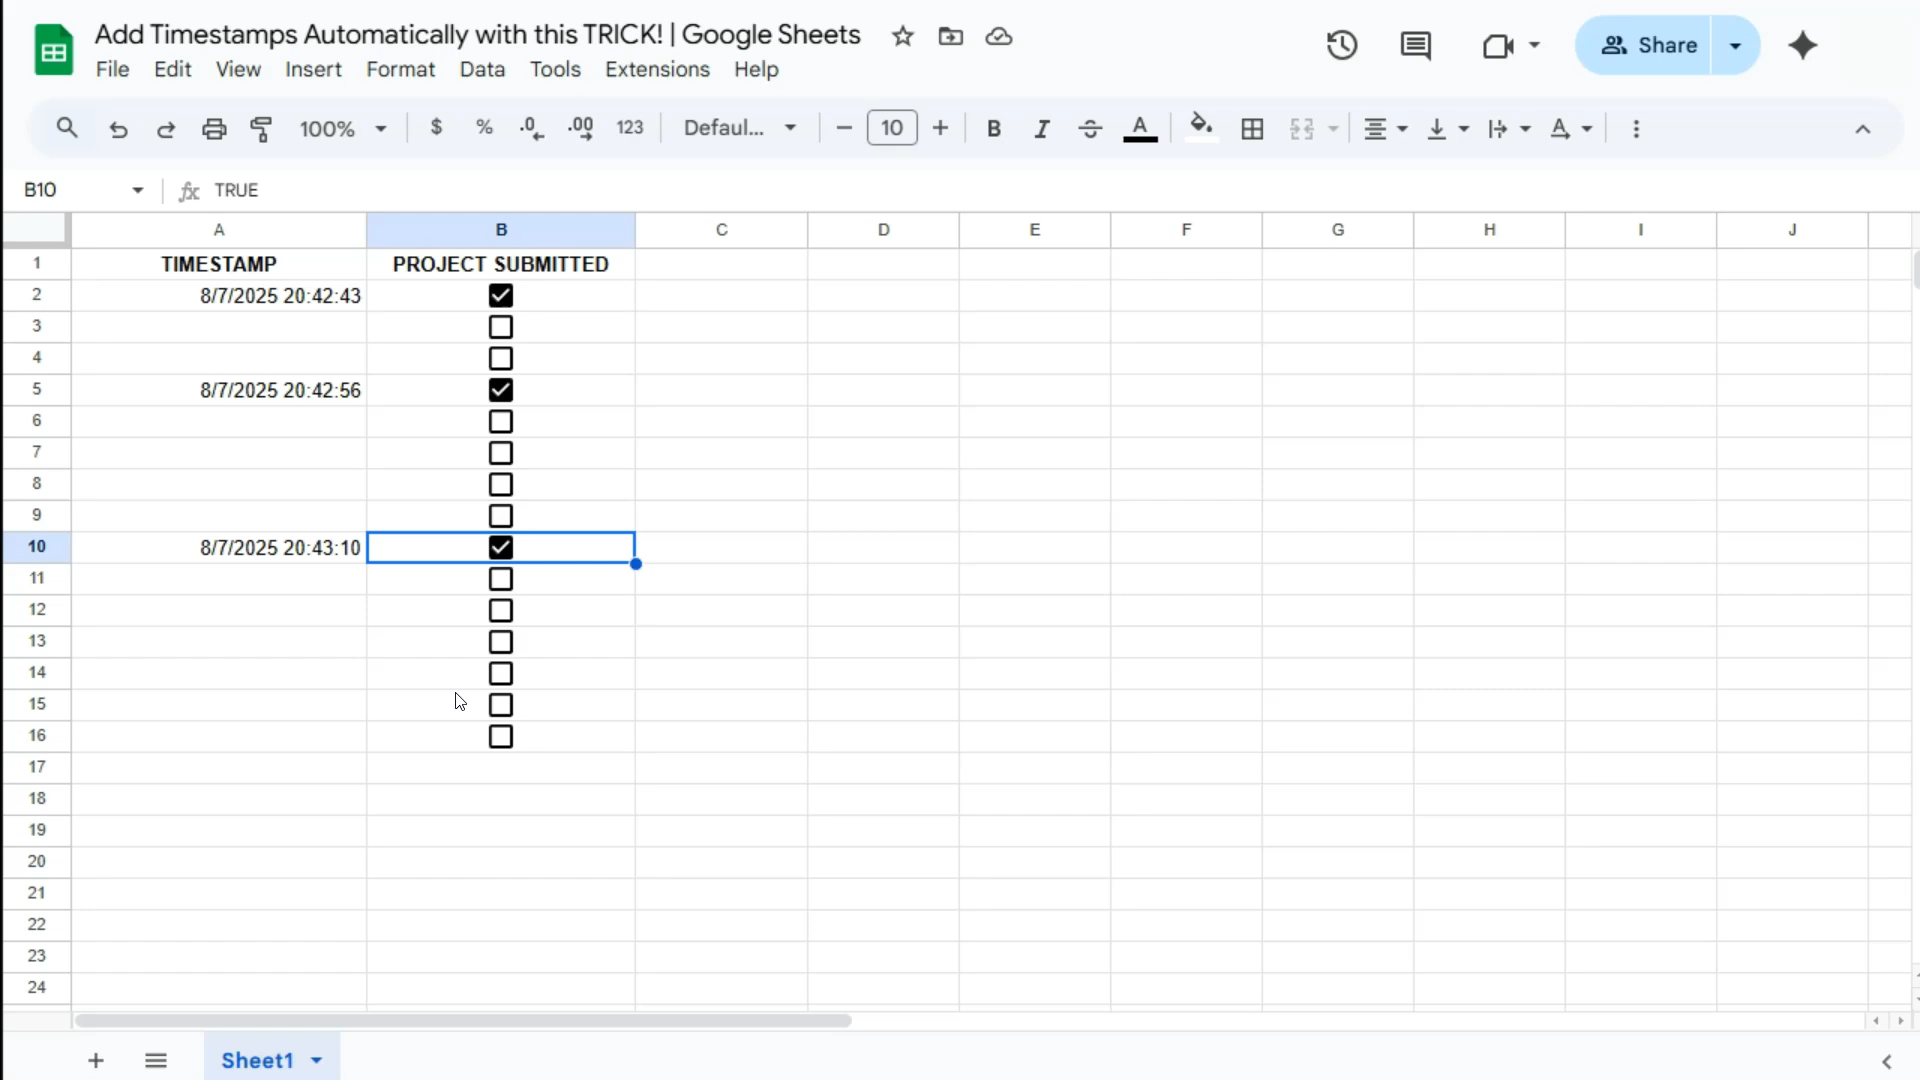 Add Timestamps Automatically with this TRICK! | Google Sheets
File Edit View Insert Format Data Tools Extensions Help
Share
100% $ % .0 .00 123 Defaul... 10 B I A A
B10 fx TRUE
A B C D E F G H I J
1 TIMESTAMP PROJECT SUBMITTED
2 8/7/2025 20:42:43
3
4
5 8/7/2025 20:42:56
6
7
8
9
10 8/7/2025 20:43:10
11
12
13
14
15
16
17
18
19
20
21
22
23
24
Sheet1